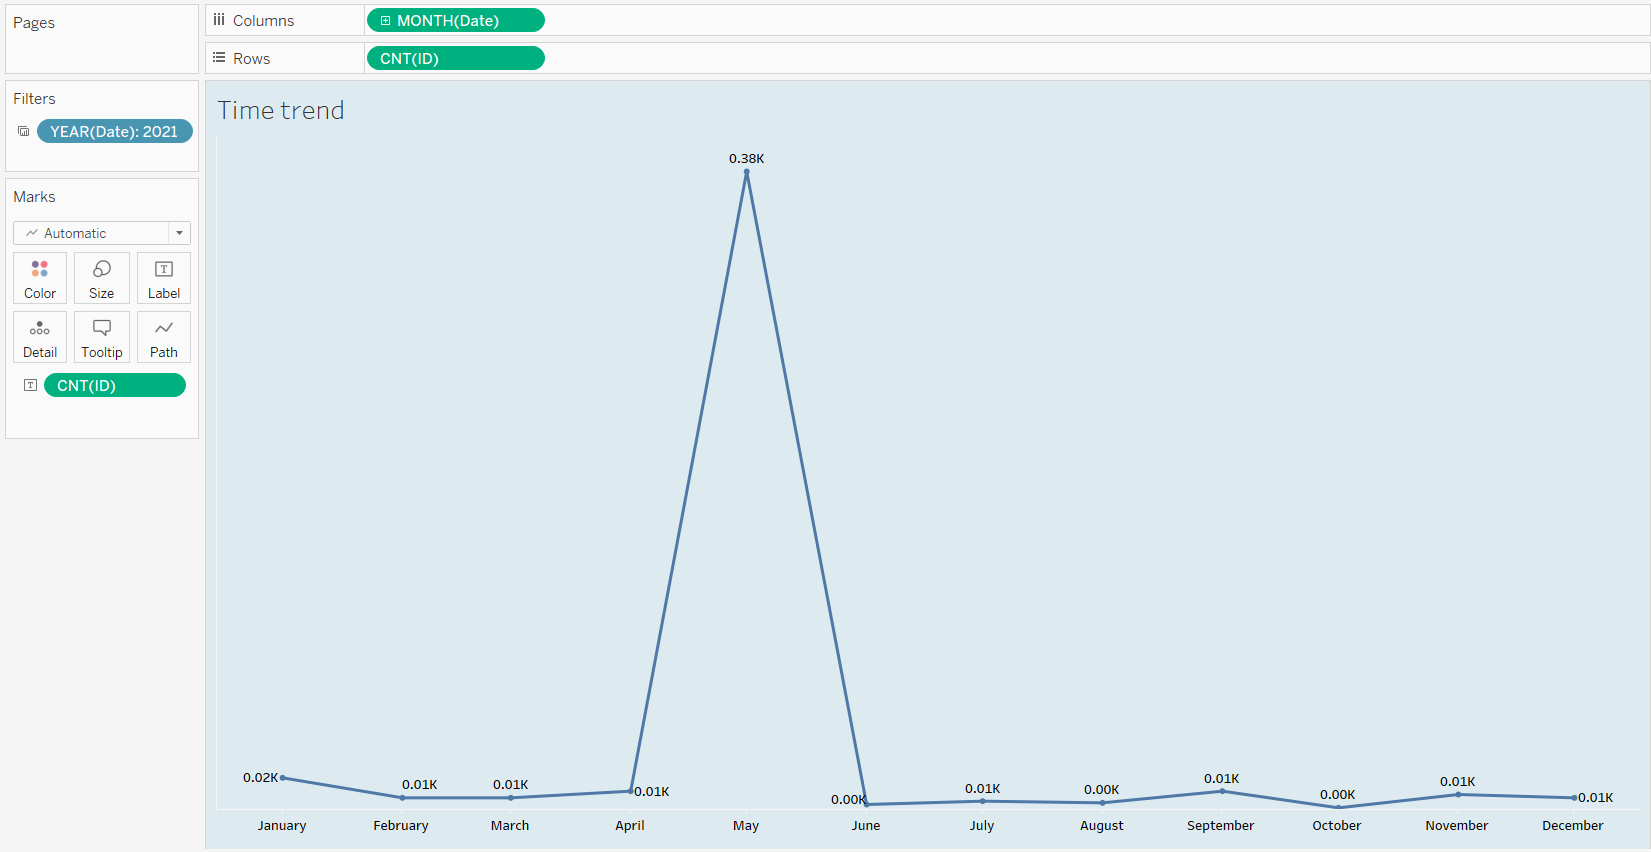 Pages
Columns
MONTH(Date)
Rows
CNT(ID)
Filters
YEAR(Date): 2021
Marks
Automatic
Color
Size
T
Label
Detail
Tooltip
Path
T
CNT(ID)
Time trend
0.38K
0.02K
0.01K
0.01K
0.01K
0.00K
0.01K
0.00K
0.01K
0.00K
0.01K
0.01K
January
February
March
April
May
June
July
August
September
October
November
December